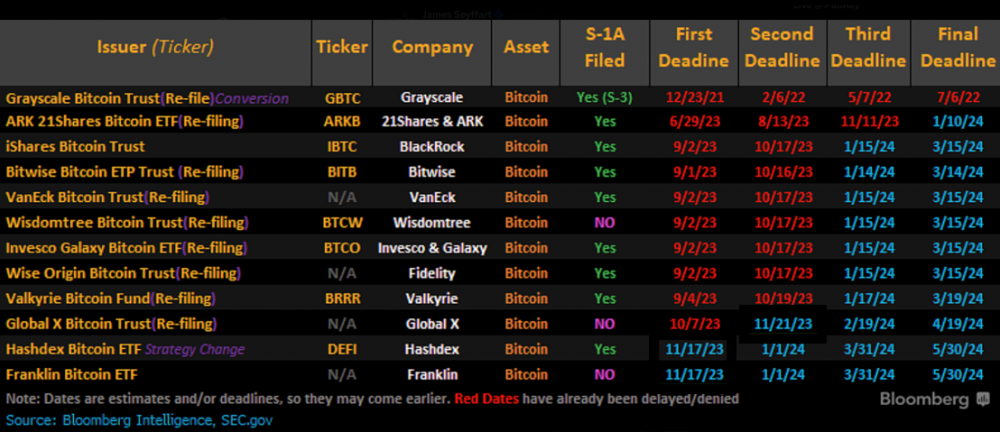 Issuer (Ticker) Ticker Company Asset S-1A Filed First Deadine Second Deadline Third Deadline Final Deadline
Grayscale Bitcoin Trust(Re-file)Conversion GBTC Grayscale Bitcoin Yes (S-3) 12/23/21 2/6/22 5/7/22 7/6/22
ARK 21Shares Bitcoin ETF(Re-filing) ARKB 21Shares & ARK Bitcoin Yes 6/29/23 8/13/23 11/11/23 1/10/24
iShares Bitcoin Trust IBTC BlackRock Bitcoin Yes 9/2/23 10/17/23 1/15/24 3/15/24
Bitwise Bitcoin ETP Trust (Re-filing) BITB Bitwise Bitcoin Yes 9/1/23 10/16/23 1/14/24 3/14/24
VanEck Bitcoin Trust(Re-filing) N/A VanEck Bitcoin Yes 9/2/23 10/17/23 1/15/24 3/15/24
Wisdomtree Bitcoin Trust(Re-filing) BTCW Wisdomtree Bitcoin NO 9/2/23 10/17/23 1/15/24 3/15/24
Invesco Galaxy Bitcoin ETF(Re-filing) BTCO Invesco & Galaxy Bitcoin Yes 9/2/23 10/17/23 1/15/24 3/15/24
Wise Origin Bitcoin Trust(Re-filing) N/A Fidelity Bitcoin Yes 9/2/23 10/17/23 1/15/24 3/15/24
Valkyrie Bitcoin Fund(Re-filing) BRRR Valkyrie Bitcoin Yes 9/4/23 10/19/23 1/17/24 3/19/24
Global X Bitcoin Trust(Re-filing) N/A Global X Bitcoin NO 10/7/23 11/21/23 2/19/24 4/19/24
Hashdex Bitcoin ETF Strategy Change DEFI Hashdex Bitcoin Yes 11/17/23 1/1/24 3/31/24 5/30/24
Franklin Bitcoin ETF N/A Franklin Bitcoin NO 11/17/23 1/1/24 3/31/24 5/30/24
Note: Dates are estimates and/or deadlines, so they may come earlier. Red Dates have already been delayed/denied
Bloomberg
Source: Bloomberg Intelligence, SEC.gov